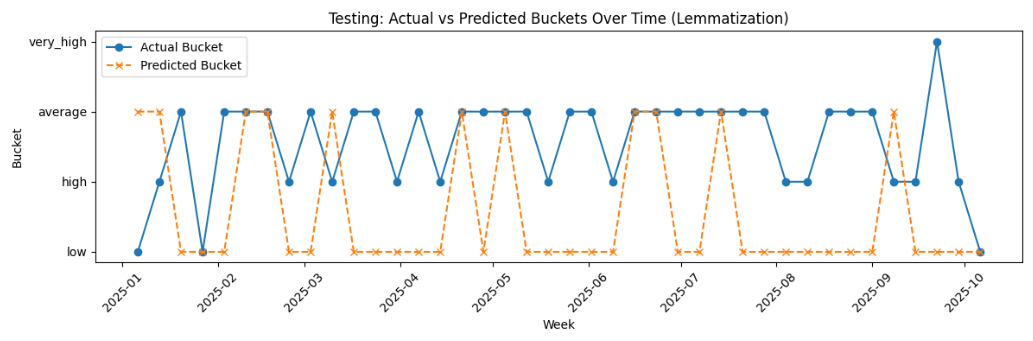 Testing: Actual vs Predicted Buckets Over Time (Lemmatization)
Actual Bucket
Predicted Bucket
very_high
average
high
low
Bucket
2025-01
2025-02
2025-03
2025-04
2025-05
2025-06
2025-07
2025-08
2025-09
2025-10
Week